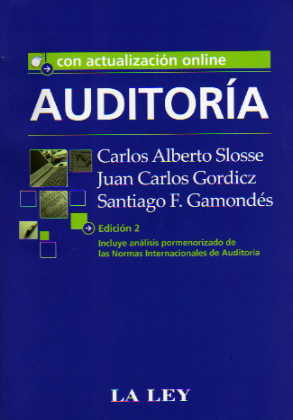 con actualización online
AUDITORÍA
Carlos Alberto Slosse
Juan Carlos Gordicz
Santiago F. Gamondés
Edición 2
Incluye análisis pormenorizado de
las Normas Internacionales de Auditoría
LA LEY